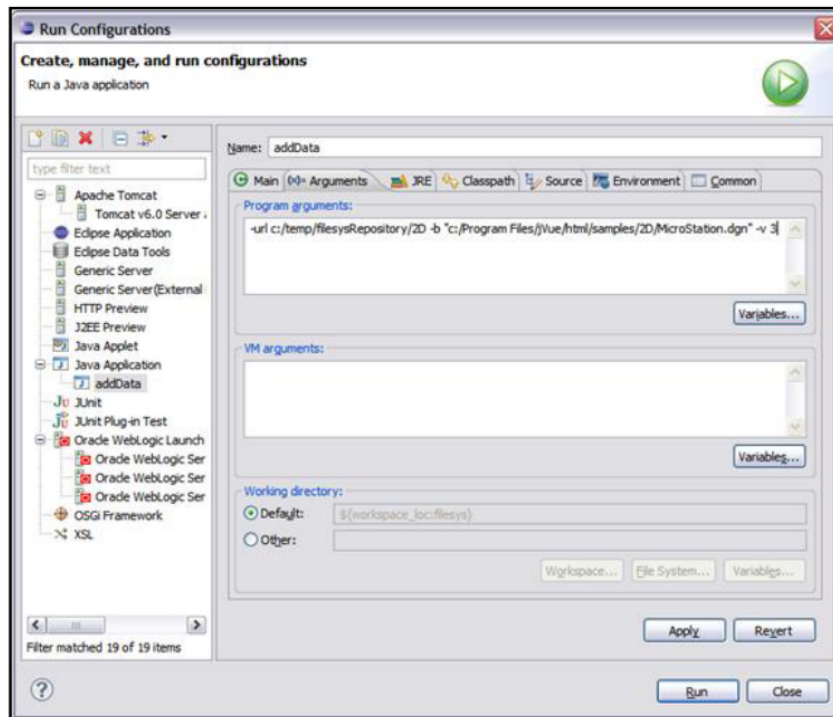 Run Configurations
Create, manage, and run configurations
Run a Java application
type filter text
Apache Tomcat
Tomcat v6.0 Server
Eclipse Application
Eclipse Data Tools
Generic Server
Generic Server(External
HTTP Preview
J2EE Preview
Java Applet
Java Application
addData
JUnit
JUnit Plug-in Test
Oracle WebLogic Launch
Oracle WebLogic Ser
Oracle WebLogic Ser
Oracle WebLogic Ser
OSGi Framework
XSL
Filter matched 19 of 19 items
Name: addData
Main (x)= Arguments JRE Classpath Source Environment Common
Program arguments:
-url c:/temp/filesysRepository/2D -b "c:/Program Files/jVue/html/samples/2D/MicroStation.dgn" -v 3
Variables...
VM arguments:
Variables...
Working directory:
Default: ${workspace_loc:filesys}
Other:
Workspace... File System... Variables...
Apply Revert
? Run Close